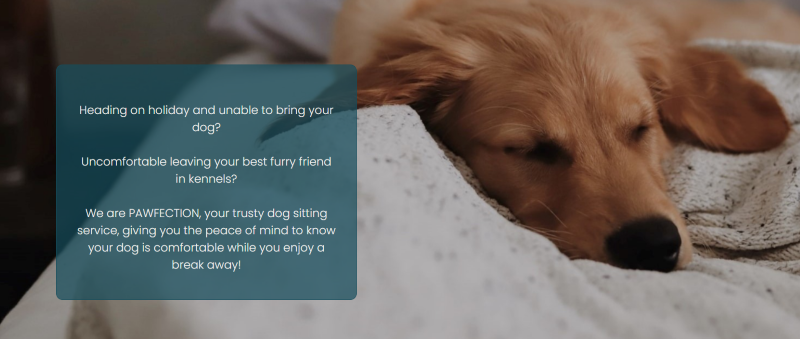 Heading on holiday and unable to bring your
dog?
Uncomfortable leaving your best furry friend
in kennels?
We are PAWFECTION, your trusty dog sitting
service, giving you the peace of mind to know
your dog is comfortable while you enjoy a
break away!